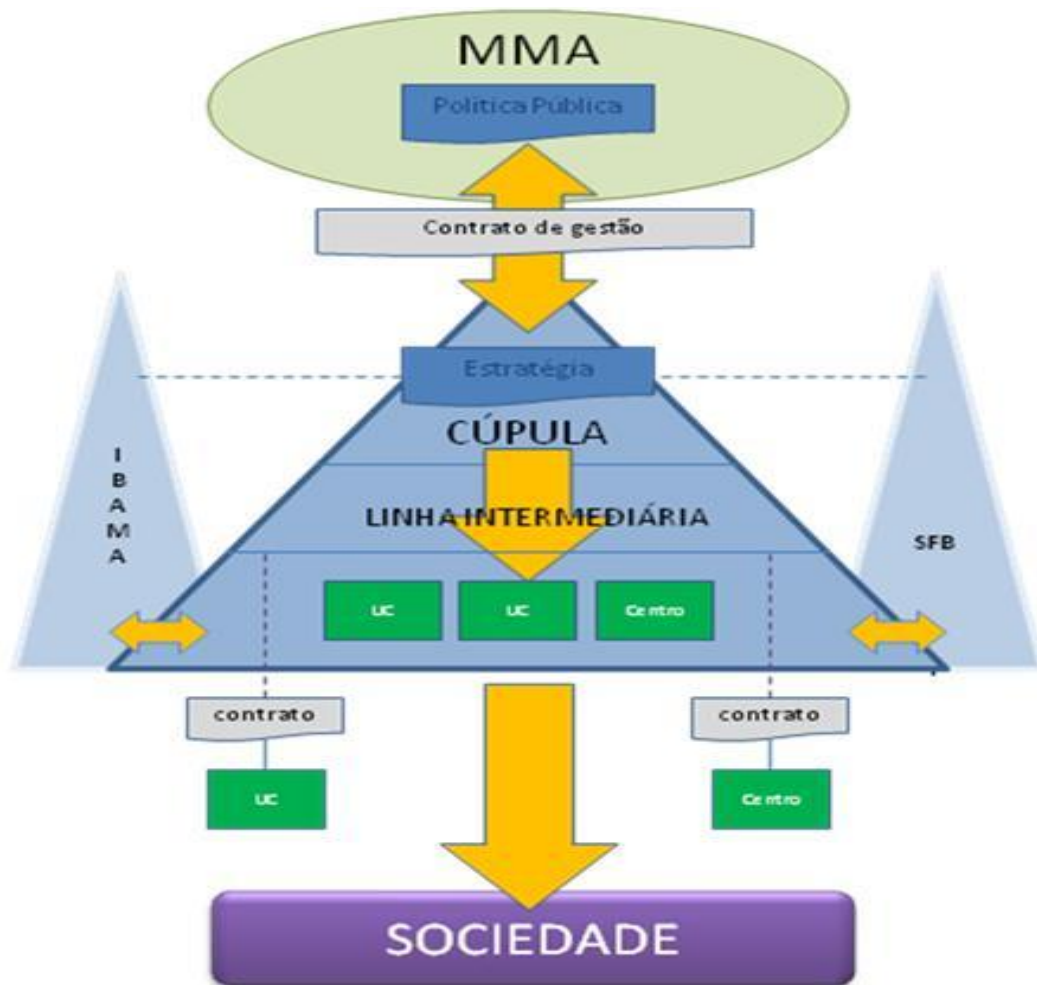 MMA
Política Pública
Contrato de gestão
Estratégia
CÚPULA
IBAMA
LINHA INTERMEDIÁRIA
SFB
UC
UC
Centro
contrato
contrato
UC
Centro
SOCIEDADE